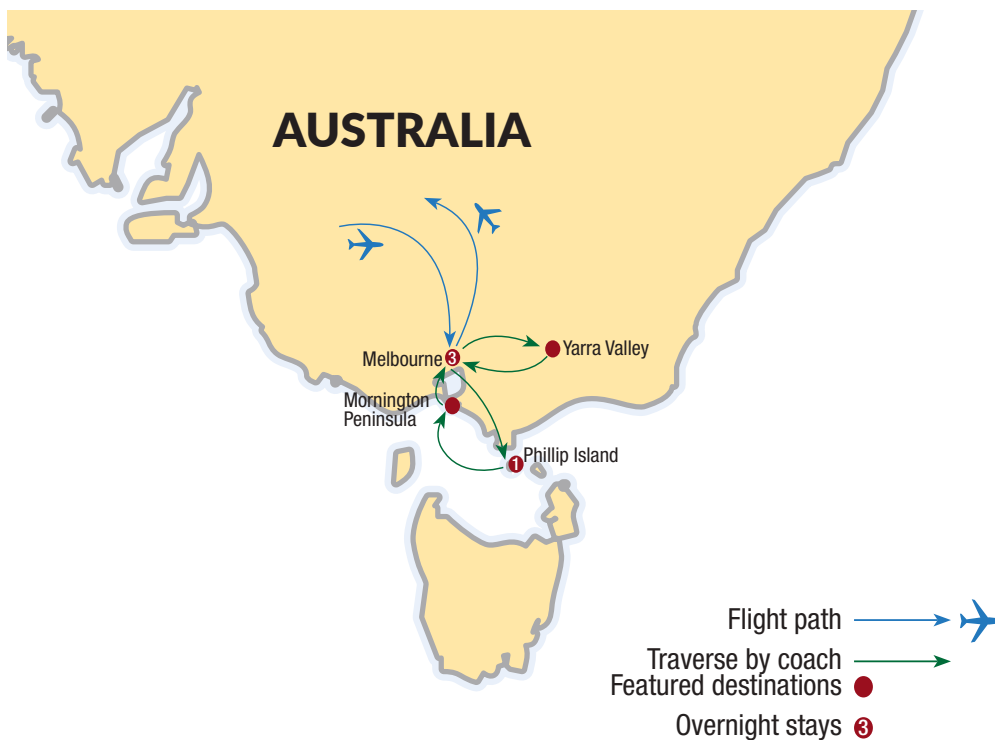 AUSTRALIA
Melbourne
3
Yarra Valley
Mornington
Peninsula
Phillip Island
1
Flight path
Traverse by coach
Featured destinations
Overnight stays
3